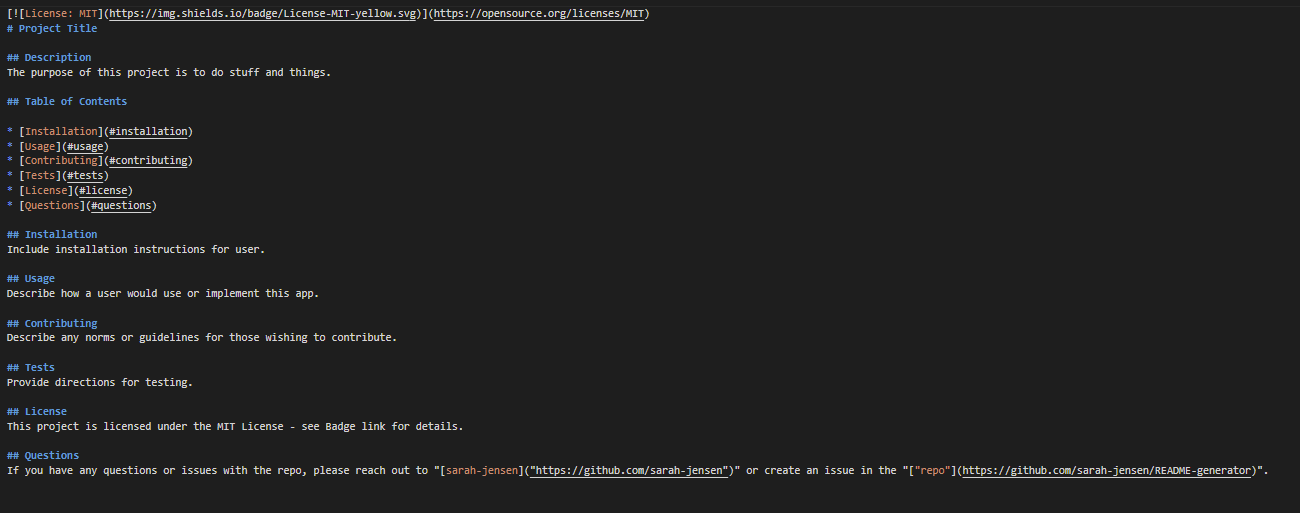 [![License: MIT](https://img.shields.io/badge/License-MIT-yellow.svg)](https://opensource.org/licenses/MIT)
# Project Title
## Description
The purpose of this project is to do stuff and things.
## Table of Contents
* [Installation](#installation)
* [Usage](#usage)
* [Contributing](#contributing)
* [Tests](#tests)
* [License](#license)
* [Questions](#questions)
## Installation
Include installation instructions for user.
## Usage
Describe how a user would use or implement this app.
## Contributing
Describe any norms or guidelines for those wishing to contribute.
## Tests
Provide directions for testing.
## License
This project is licensed under the MIT License - see Badge link for details.
## Questions
If you have any questions or issues with the repo, please reach out to "[sarah-jensen]("https://github.com/sarah-jensen")" or create an issue in the "["repo"](https://github.com/sarah-jensen/README-generator)".